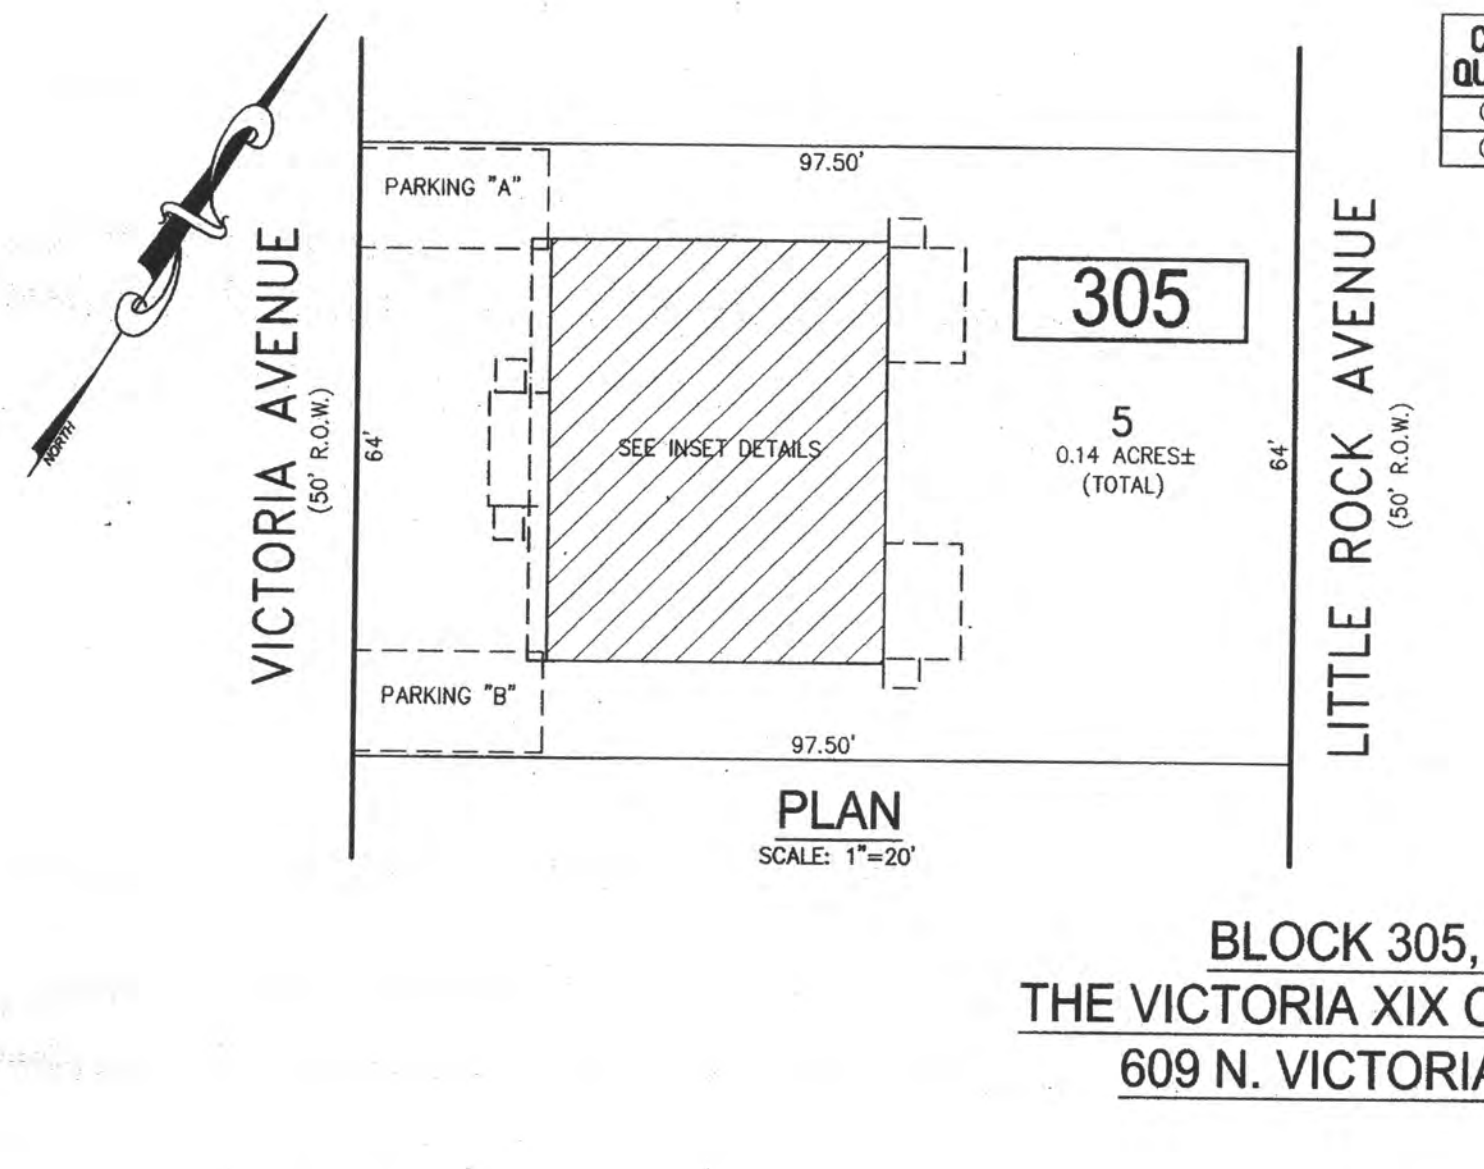 97.50'
PARKING "A"
305
VICTORIA AVENUE
(50' R.O.W.)
NORTH
64'
SEE INSET DETAILS
5
0.14 ACRES±
(TOTAL)
64'
LITTLE ROCK AVENUE
(50' R.O.W.)
PARKING "B"
97.50'
PLAN
SCALE: 1"=20'
BLOCK 305,
THE VICTORIA XIX
609 N. VICTORIA